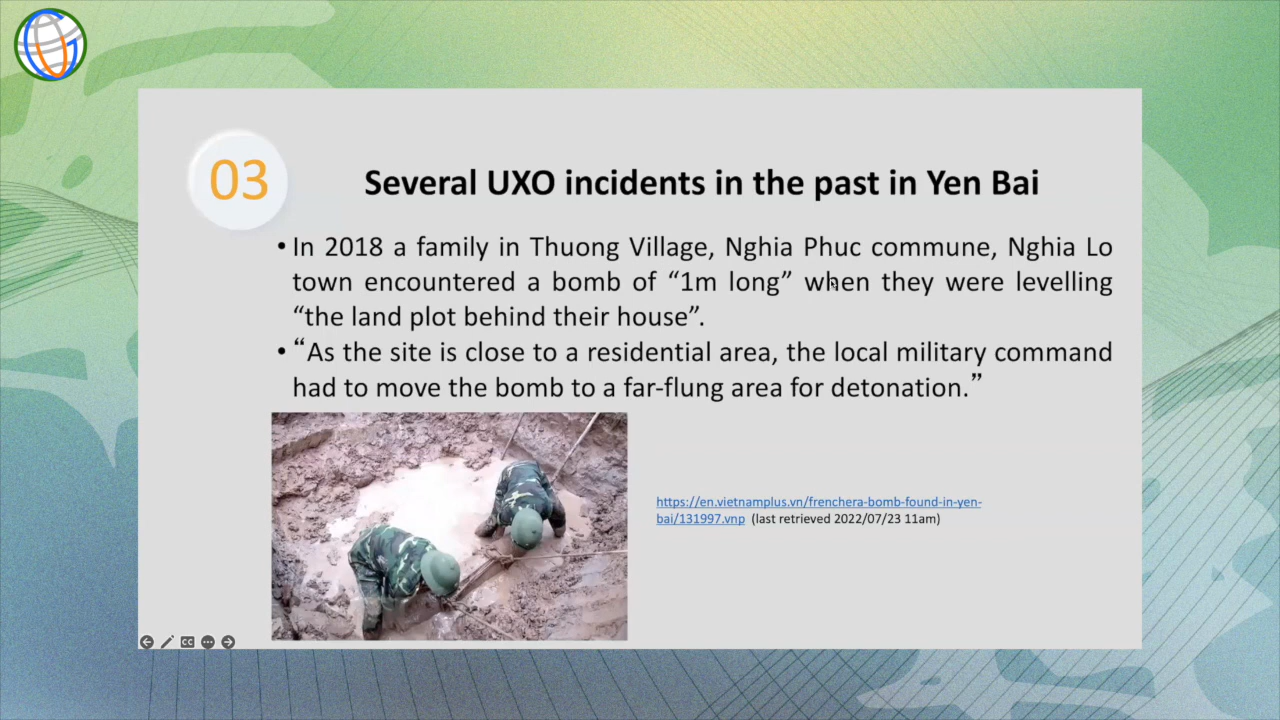 03
Several UXO incidents in the past in Yen Bai
• In 2018 a family in Thuong Village, Nghia Phuc commune, Nghia Lo
town encountered a bomb of “1m long” when they were levelling
“the land plot behind their house”.
• “As the site is close to a residential area, the local military command
had to move the bomb to a far-flung area for detonation.”
https://en.vietnamplus.vn/frenchera-bomb-found-in-yen-
bai/131997.vnp (last retrieved 2022/07/23 11am)
CC